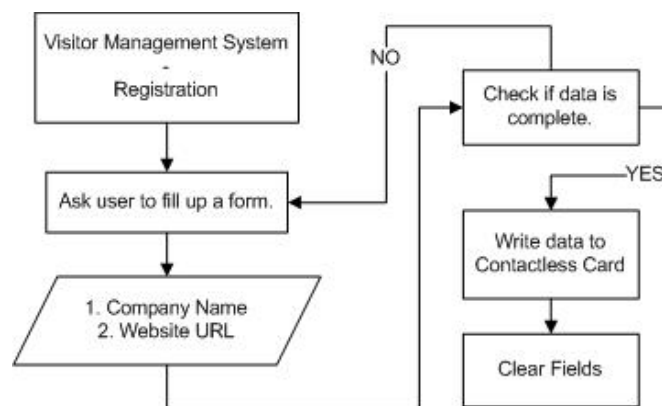 Visitor Management System
-
Registration
Ask user to fill up a form.
1. Company Name
2. Website URL
NO
Check if data is
complete.
YES
Write data to
Contactless Card
Clear Fields